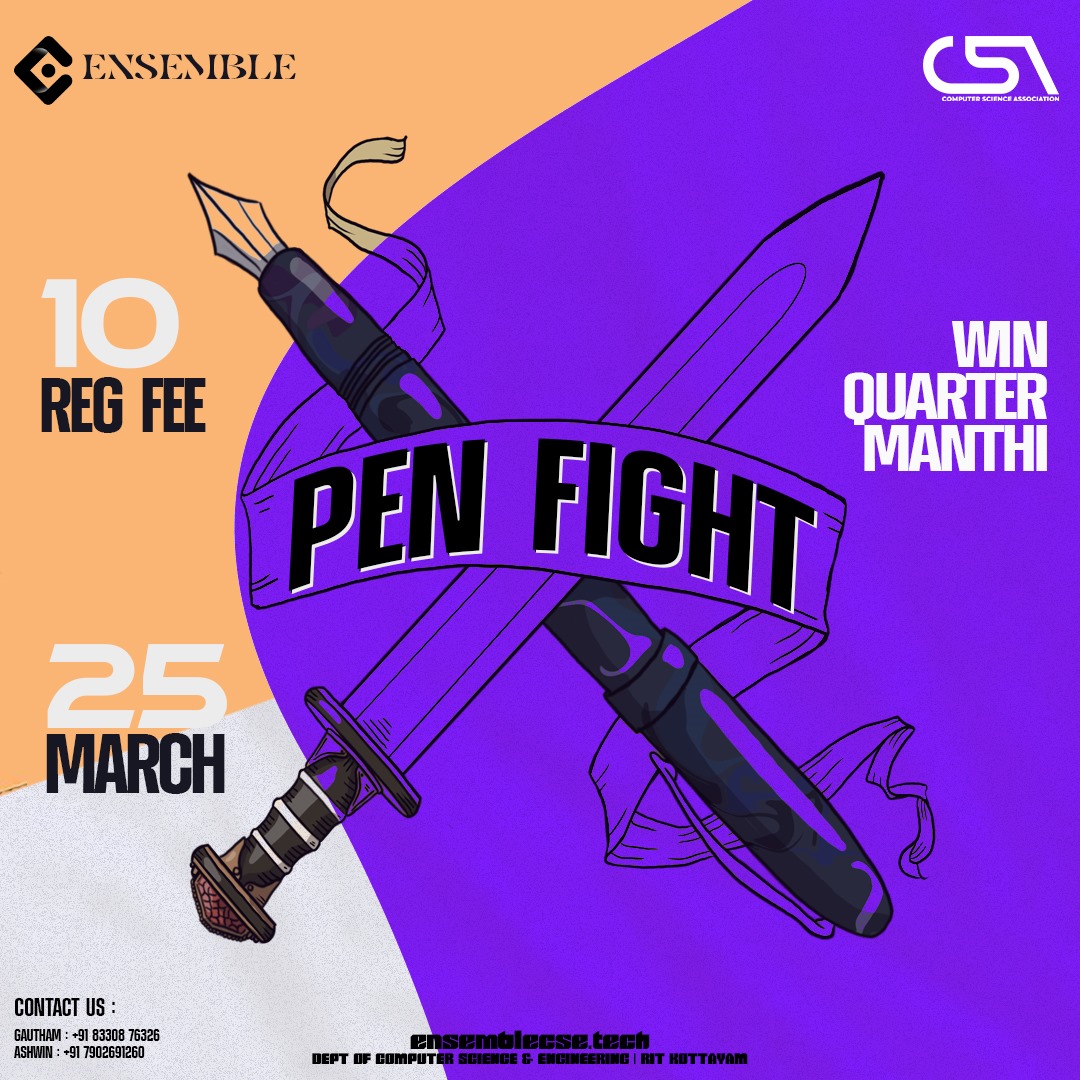 ENSEMBLE
CSA
COMPUTER SCIENCE ASSOCIATION
10
REG FEE
WIN
QUARTER
MANTHI
PEN FIGHT
25
MARCH
CONTACT US :
GAUTHAM : +91 83308 76326
ASHWIN : +91 7902691260
ensemblecse.tech
DEPT OF COMPUTER SCIENCE & ENGINEERING | RIT KOTTAYAM